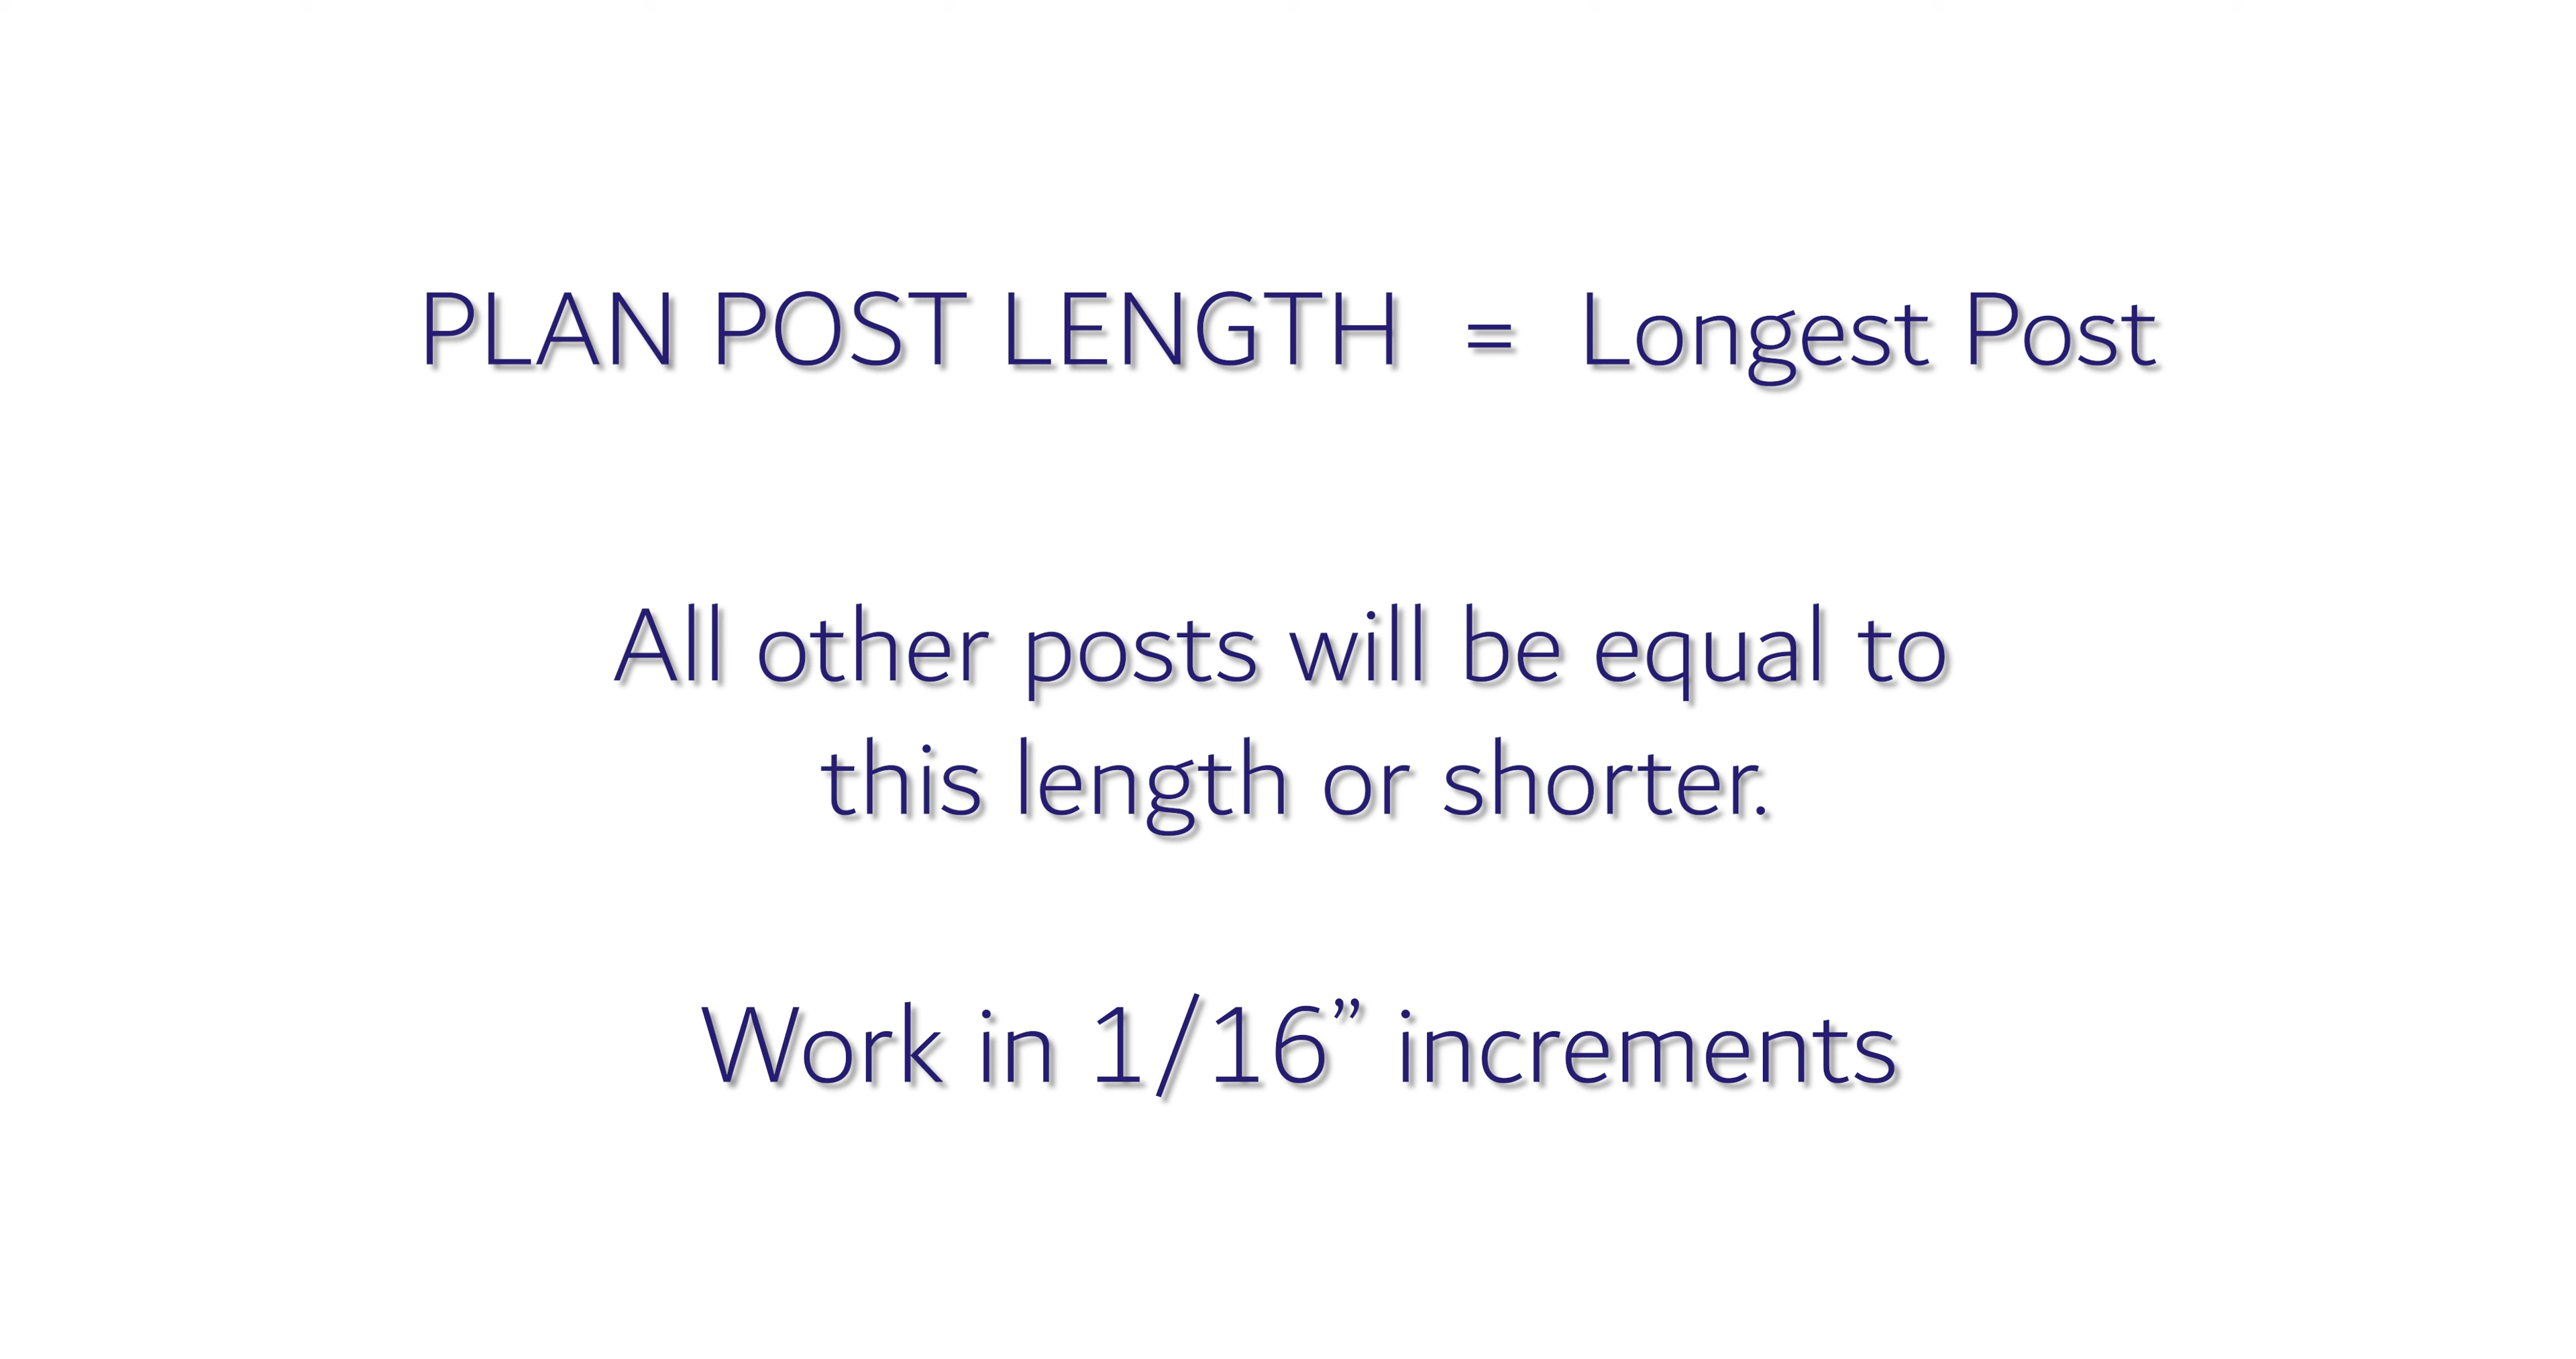 PLAN POST LENGTH = Longest Post
All other posts will be equal to
this length or shorter.
Work in 1/16” increments